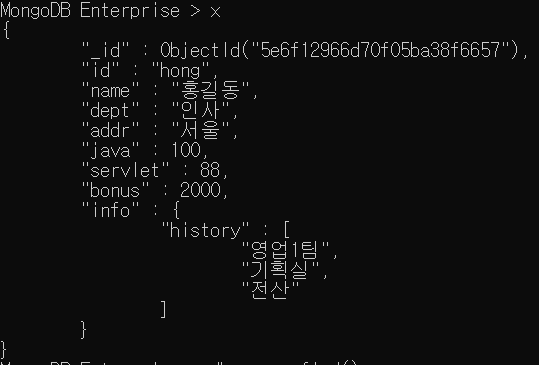 MongoDB Enterprise > x
{
        "_id" : ObjectId("5e6f12966d70f05ba38f6657"),
        "id" : "hong",
        "name" : "홍길동",
        "dept" : "인사",
        "addr" : "서울",
        "java" : 100,
        "servlet" : 88,
        "bonus" : 2000,
        "info" : {
                "history" : [
                        "영업1팀",
                        "기획실",
                        "전산"
                ]
        }
}